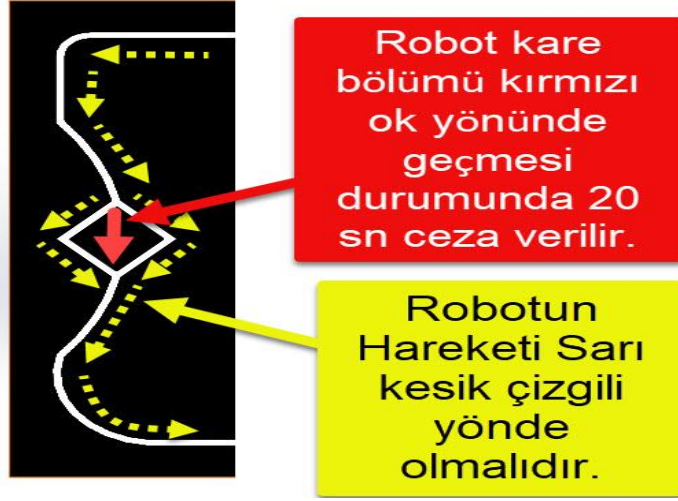 Robot kare
bölümü kırmızı
ok yönünde
geçmesi
durumunda 20
sn ceza verilir.
Robotun
Hareketi Sarı
kesik çizgili
yönde
olmalıdır.